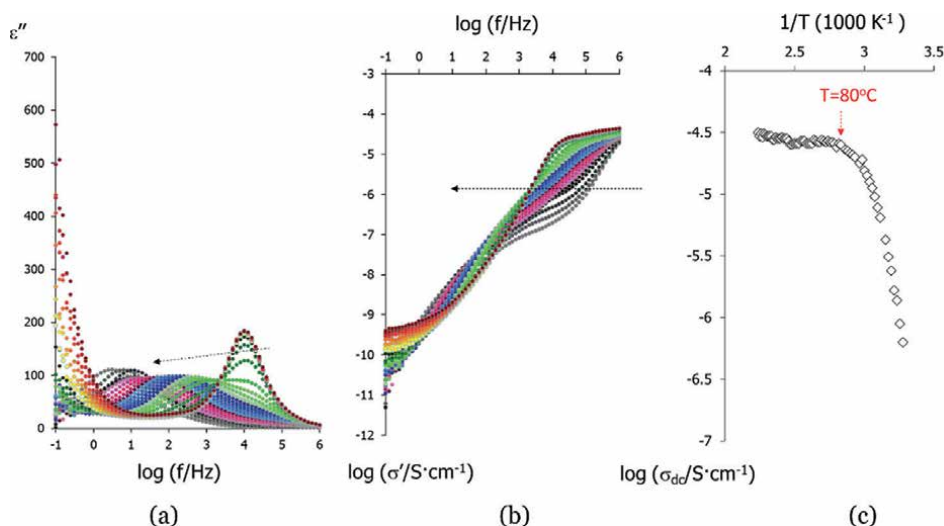 ε″
700
600
500
400
300
200
100
0
-1 0 1 2 3 4 5 6
log (f/Hz)
(a)
log (f/Hz)
-1 0 1 2 3 4 5 6
-3
-4
-5
-6
-7
-8
-9
-10
-11
-12
log (σ′/S·cm⁻¹)
(b)
1/T (1000 K⁻¹)
2 2.5 3 3.5
-4
T=80°C
-4.5
-5
-5.5
-6
-6.5
-7
log (σdc/S·cm⁻¹)
(c)